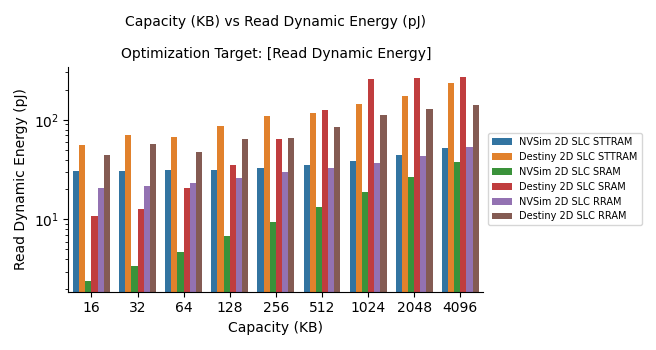 Capacity (KB) vs Read Dynamic Energy (pJ)
Optimization Target: [Read Dynamic Energy]
Read Dynamic Energy (pJ)
10²
10¹
16 32 64 128 256 512 1024 2048 4096
Capacity (KB)
NVSim 2D SLC STTRAM
Destiny 2D SLC STTRAM
NVSim 2D SLC SRAM
Destiny 2D SLC SRAM
NVSim 2D SLC RRAM
Destiny 2D SLC RRAM